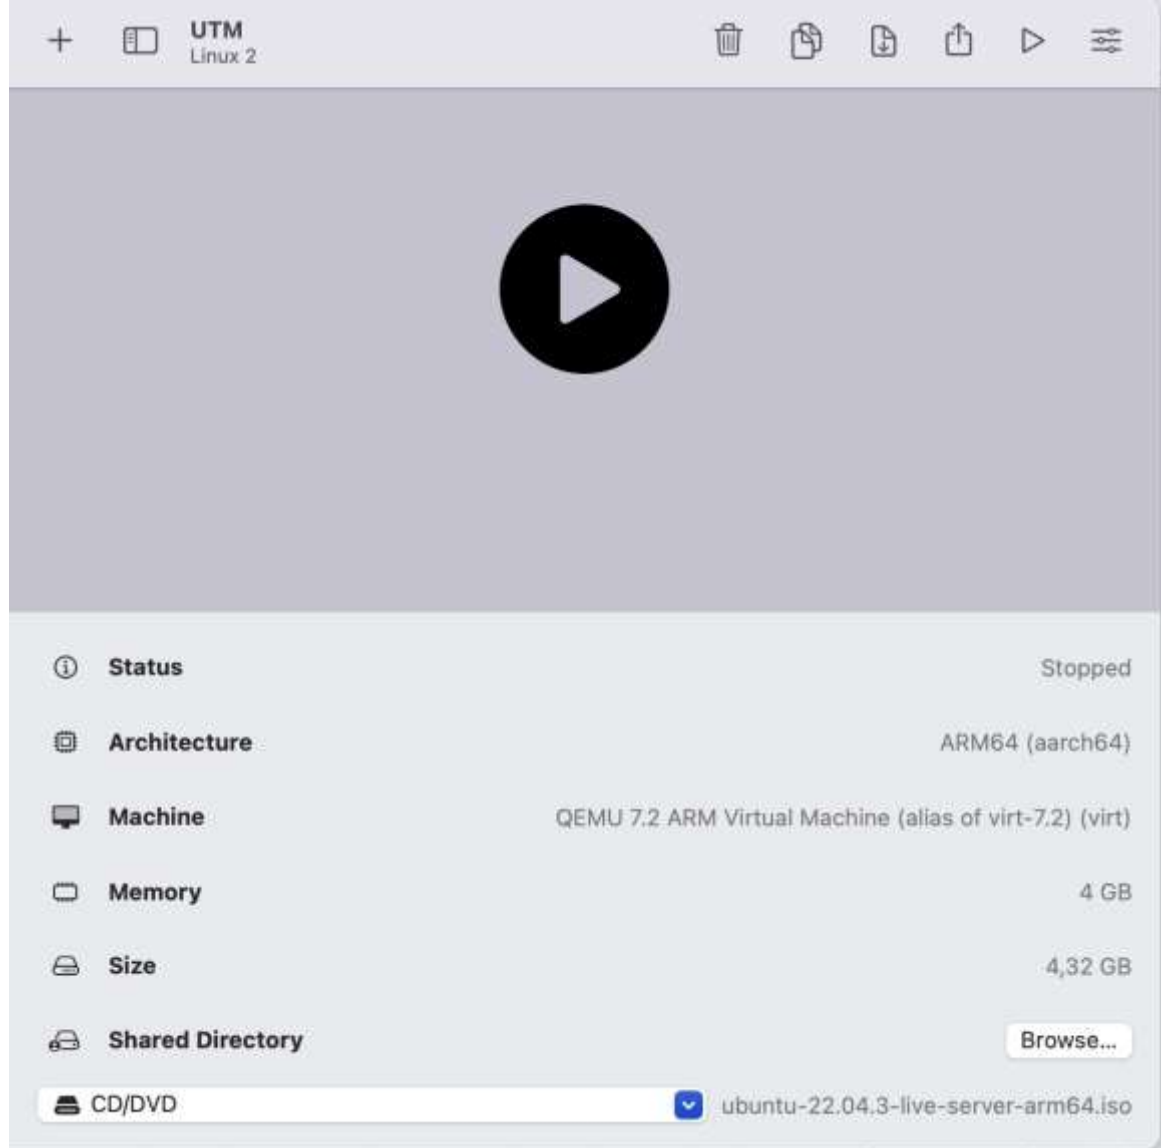 UTM
Linux 2
Status Stopped
Architecture ARM64 (aarch64)
Machine QEMU 7.2 ARM Virtual Machine (alias of virt-7.2) (virt)
Memory 4 GB
Size 4,32 GB
Shared Directory Browse...
CD/DVD ubuntu-22.04.3-live-server-arm64.iso